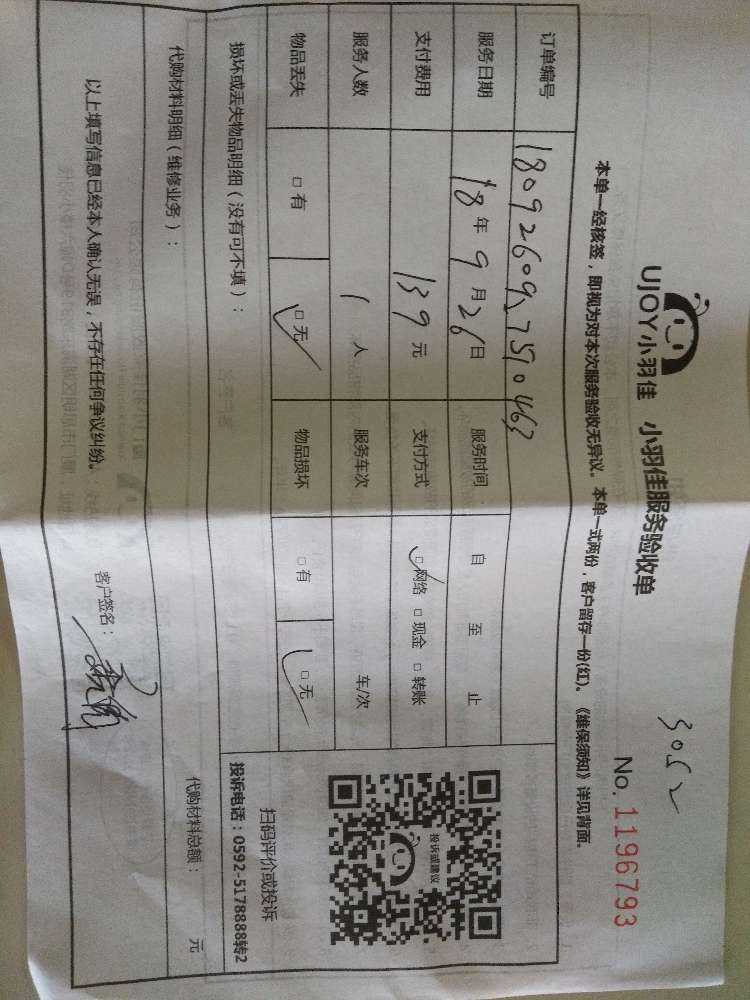 3052
UJOY小羽佳 小羽佳服务验收单 No.1196793
本单一经核签，即视为对本次服务验收无异议。本单一式两份，客户留存一份(红)。《维保须知》详见背面。
订单编号 1809260927510463
服务日期 18年9月26日 服务时间 自 至 止
支付费用 139元 支付方式 □网络 □现金 □转账
服务人数 1人 服务车次 车/次
物品丢失 □有 □无 物品损坏 □有 □无
投诉或建议
扫码评价或投诉
投诉电话：0592-5178888转2
损坏或丢失物品明细（没有可不填）：
代购材料明细（维修业务）： 代购材料总额： 元
以上填写信息已经本人确认无误，不存在任何争议纠纷。 客户签名：